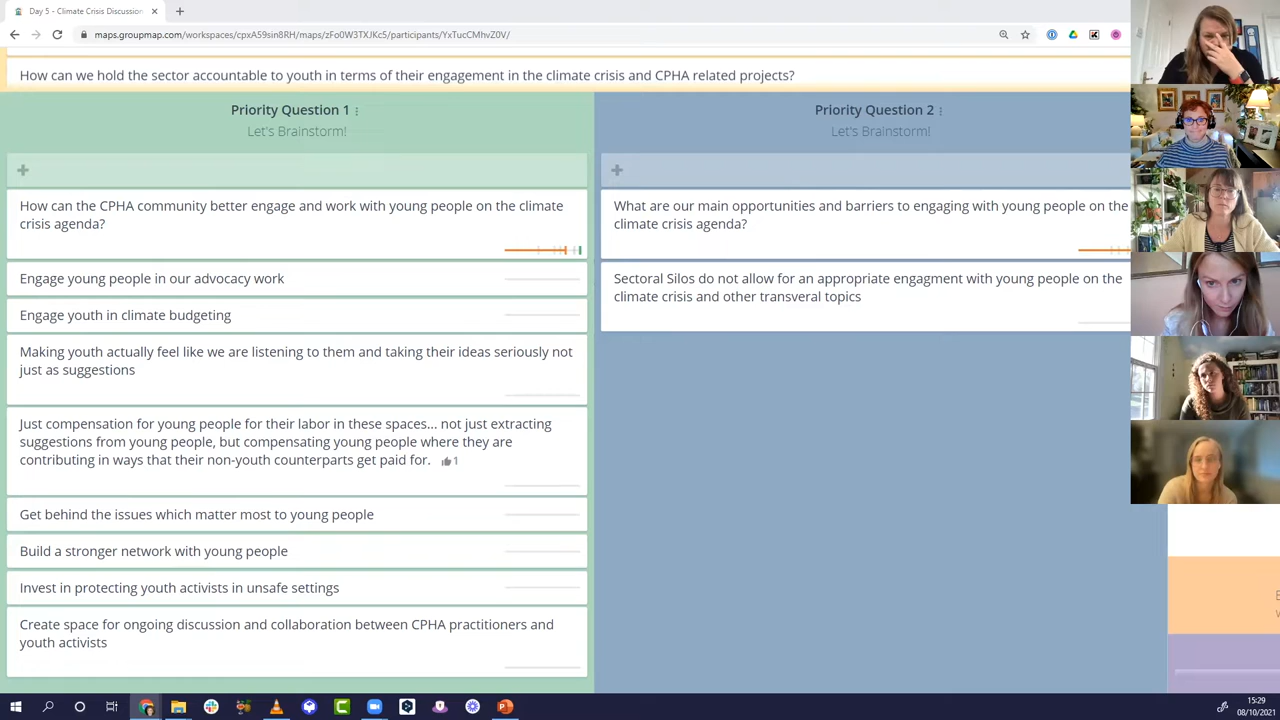 Day 5 - Climate Crisis Discussion
maps.groupmap.com/workspaces/cpxA59sin8RH/maps/zFo0W3TXJKc5/participants/YxTucCMhvZ0V/
How can we hold the sector accountable to youth in terms of their engagement in the climate crisis and CPHA related projects?
Priority Question 1
Let's Brainstorm!
How can the CPHA community better engage and work with young people on the climate
crisis agenda?
Engage young people in our advocacy work
Engage youth in climate budgeting
Making youth actually feel like we are listening to them and taking their ideas seriously not
just as suggestions
Just compensation for young people for their labor in these spaces... not just extracting
suggestions from young people, but compensating young people where they are
contributing in ways that their non-youth counterparts get paid for. 1
Get behind the issues which matter most to young people
Build a stronger network with young people
Invest in protecting youth activists in unsafe settings
Create space for ongoing discussion and collaboration between CPHA practitioners and
youth activists
Priority Question 2
Let's Brainstorm!
What are our main opportunities and barriers to engaging with young people on the
climate crisis agenda?
Sectoral Silos do not allow for an appropriate engagment with young people on the
climate crisis and other transveral topics
15:29
08/10/2021